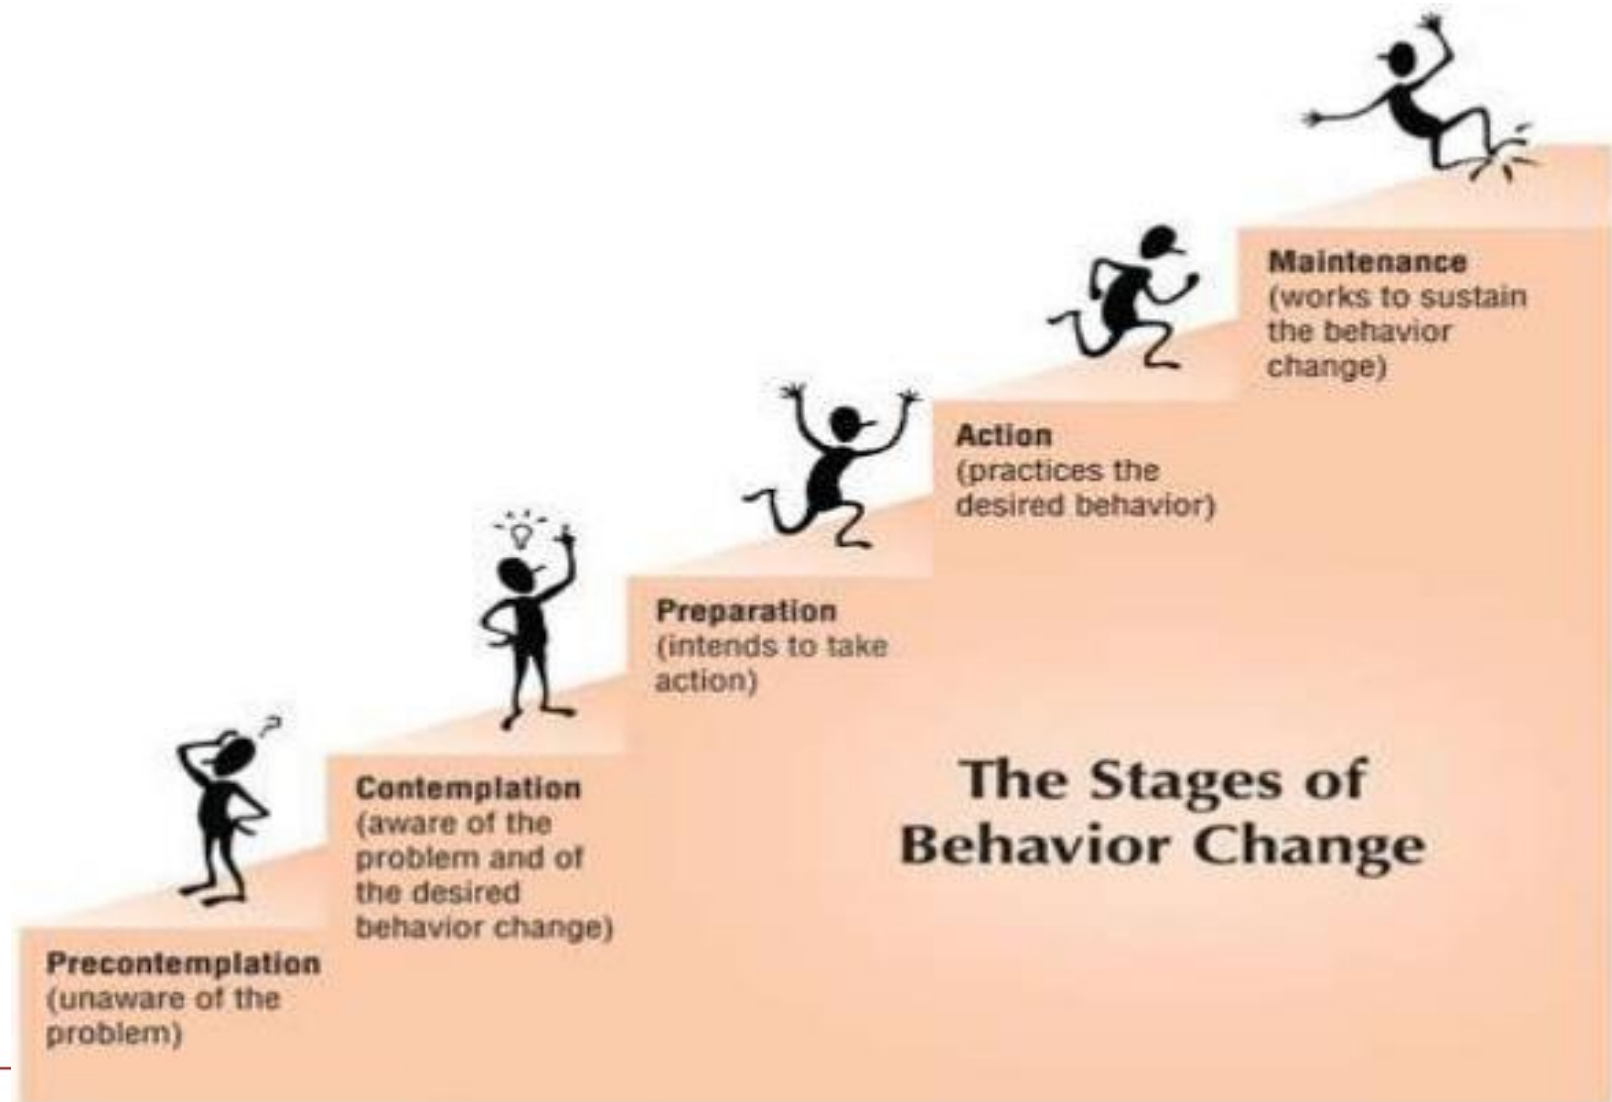 Maintenance
(works to sustain
the behavior
change)
Action
(practices the
desired behavior)
Preparation
(intends to take
action)
Contemplation
(aware of the
problem and of
the desired
behavior change)
Precontemplation
(unaware of the
problem)
The Stages of
Behavior Change
?